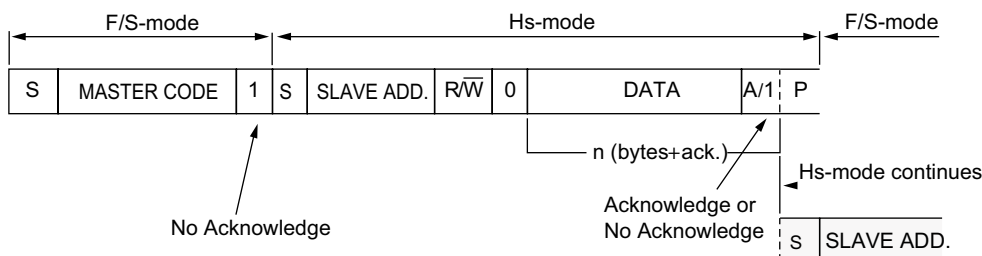 F/S-mode Hs-mode F/S-mode
S MASTER CODE 1 S SLAVE ADD. R/W̅ 0 DATA A/1 P
n (bytes+ack.)
Hs-mode continues
Acknowledge or
No Acknowledge
No Acknowledge
S SLAVE ADD.